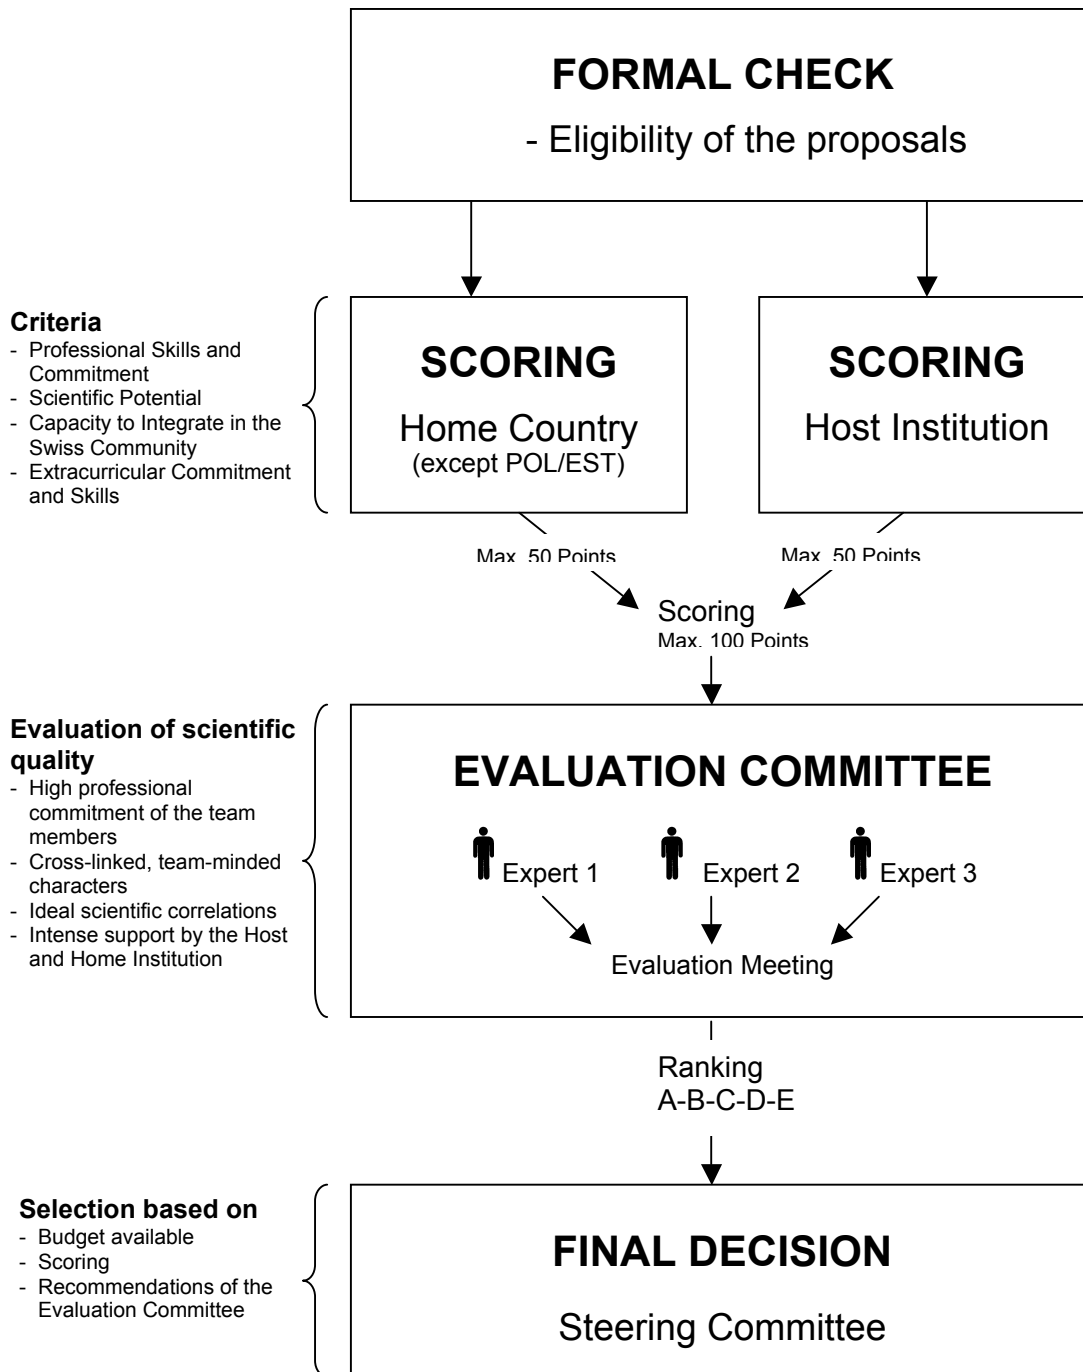 FORMAL CHECK
- Eligibility of the proposals
Criteria
- Professional Skills and
Commitment
- Scientific Potential
- Capacity to Integrate in the
Swiss Community
- Extracurricular Commitment
and Skills
SCORING
Home Country
(except POL/EST)
SCORING
Host Institution
Max. 50 Points
Max. 50 Points
Scoring
Max. 100 Points
Evaluation of scientific
quality
- High professional
commitment of the team
members
- Cross-linked, team-minded
characters
- Ideal scientific correlations
- Intense support by the Host
and Home Institution
EVALUATION COMMITTEE
Expert 1
Expert 2
Expert 3
Evaluation Meeting
Ranking
A-B-C-D-E
Selection based on
- Budget available
- Scoring
- Recommendations of the
Evaluation Committee
FINAL DECISION
Steering Committee